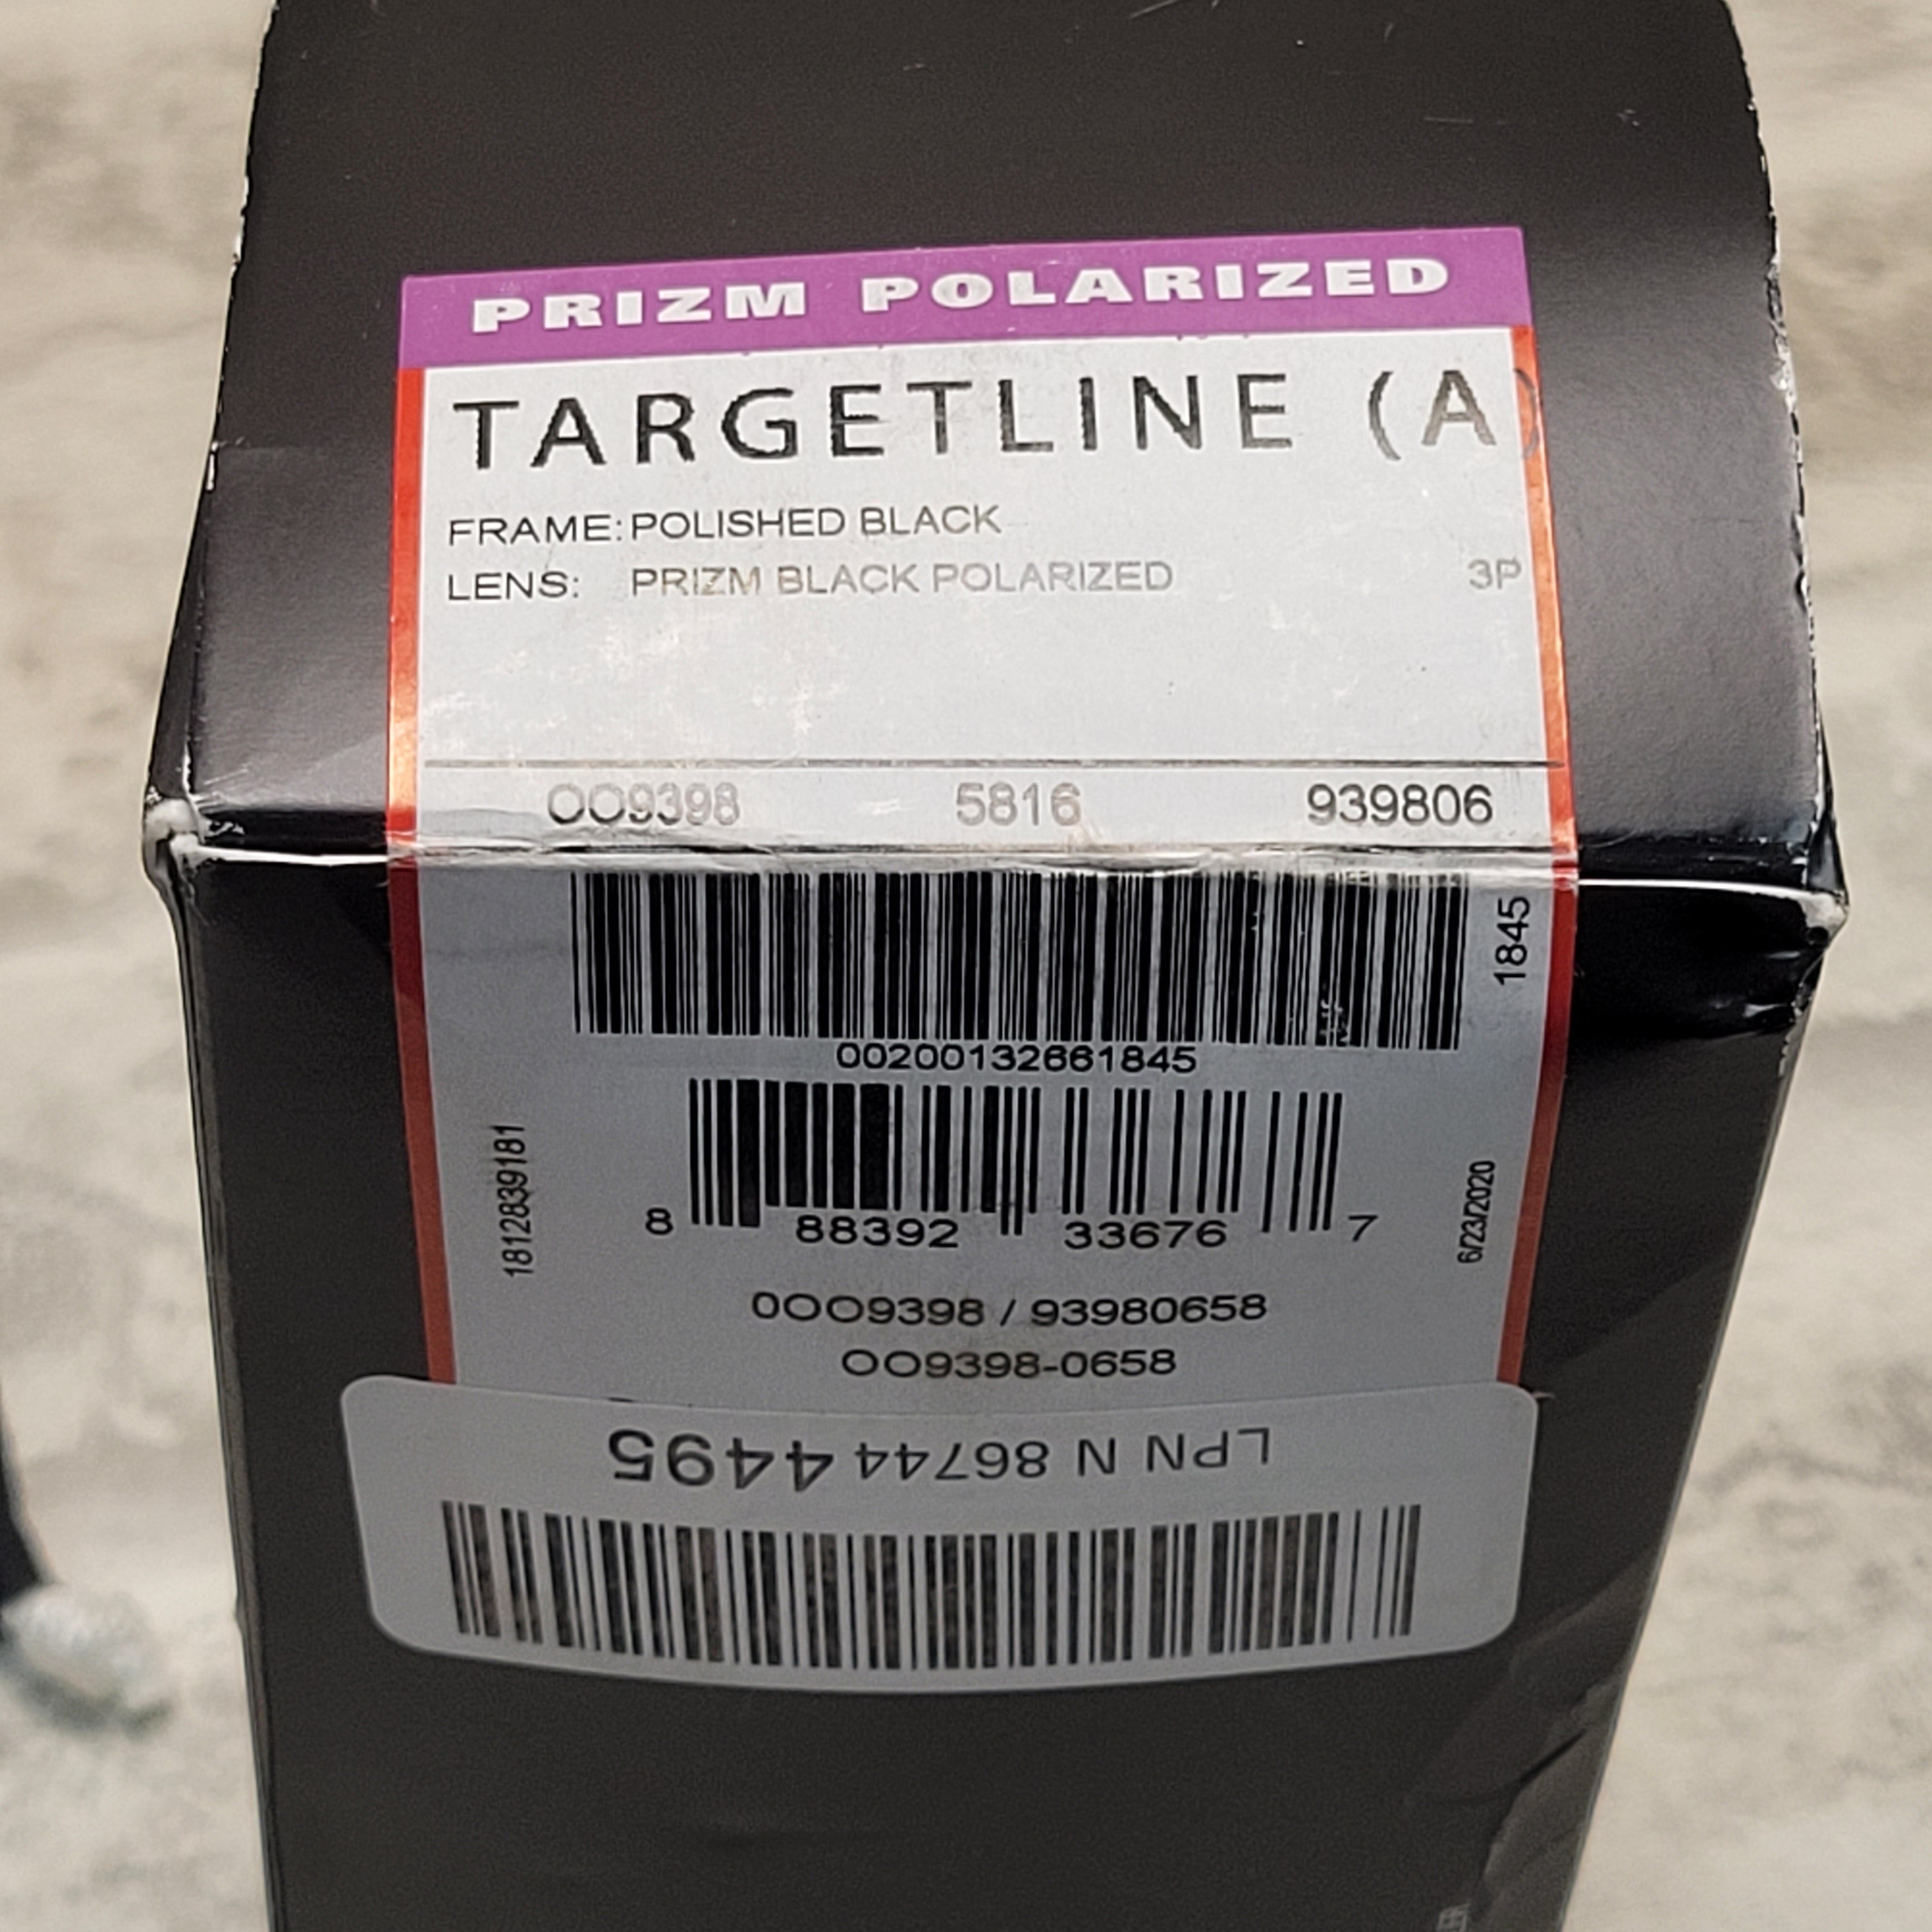 PRIZM POLARIZED
TARGETLINE (A)
FRAME: POLISHED BLACK
LENS: PRIZM BLACK POLARIZED 3P
OO9398 5816 939806
1845
00200132661845
1812839181
8 88392 33676 7
6/23/2020
0OO9398 / 93980658
OO9398-0658
LPN N 86744 4495